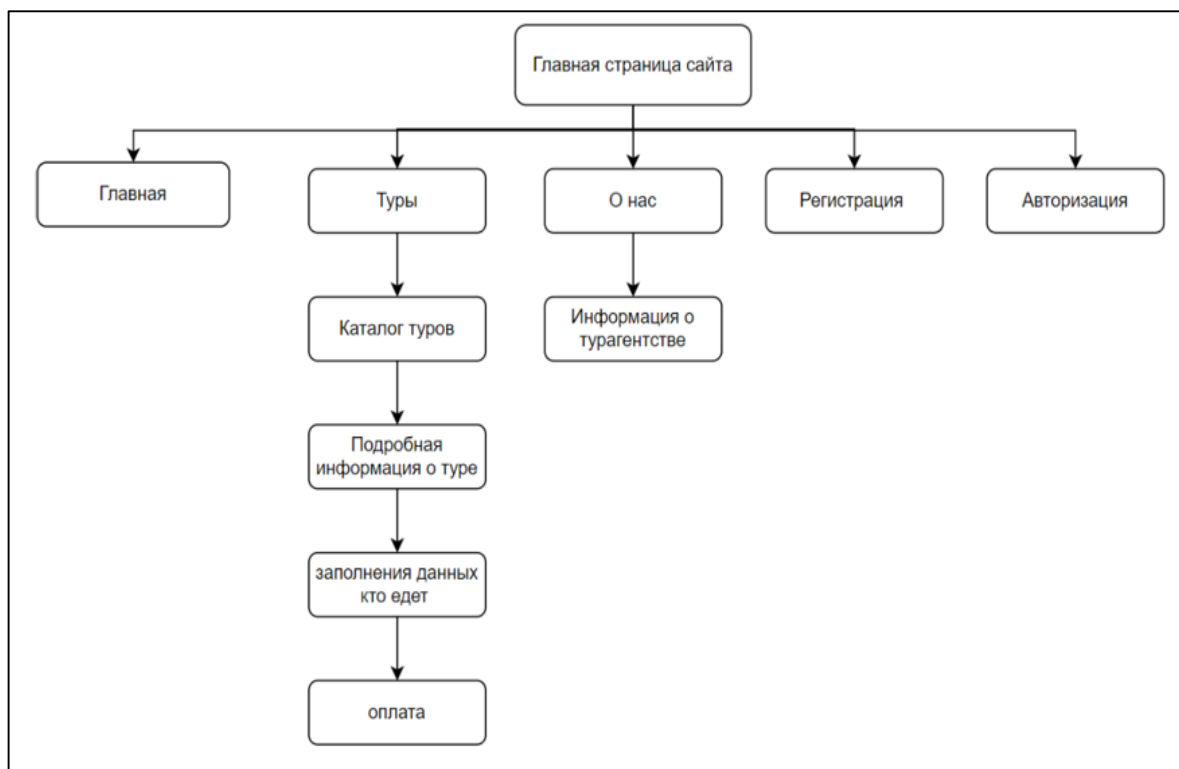 Главная страница сайта
Главная
Туры
О нас
Регистрация
Авторизация
Каталог туров
Информация о
турагентстве
Подробная
информация о туре
заполнения данных
кто едет
оплата